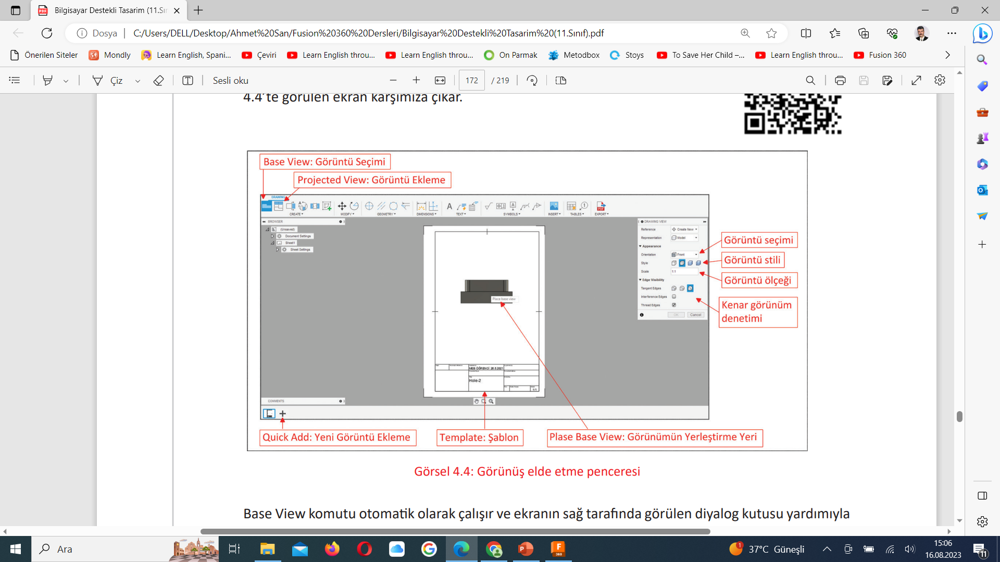 Bilgisayar Destekli Tasarim (11.Sır
Dosya
C:/Users/DELL/Desktop/Ahmet%20San/Fusion%20360%20Dersleri/Bilgisayar%20Destekli%20Tasarim%20(11.Sınıf).pdf
Önerilen Siteler
Mondly
Learn English, Spani...
Çeviri
Learn English throu...
Learn English throu...
On Parmak
Metodbox
Stoys
To Save Her Child –...
Learn English throu...
Fusion 360
Çiz
Sesli oku
172
/ 219
4.4’te görülen ekran karşımıza çıkar.
Base View: Görüntü Seçimi
Projected View: Görüntü Ekleme
DRAWING
CREATE
MODIFY
GEOMETRY
DIMENSIONS
TEXT
SYMBOLS
INSERT
TABLES
EXPORT
BROWSER
(Unsaved)
Document Settings
Sheet1
Sheet Settings
DRAWING VIEW
Reference
Create New
Representation
Model
Appearance
Orientation
Front
Style
Scale
1:1
Edge Visibility
Tangent Edges
Interference Edges
Thread Edges
OK
Cancel
Görüntü seçimi
Görüntü stili
Görüntü ölçeği
Kenar görünüm
denetimi
Place base view
MEB ÖĞRENCİ 26.5.2021
Hole-2
1/1
COMMENTS
Quick Add: Yeni Görüntü Ekleme
Template: Şablon
Plase Base View: Görünümün Yerleştirme Yeri
Görsel 4.4: Görünüş elde etme penceresi
Base View komutu otomatik olarak çalışır ve ekranın sağ tarafında görülen diyalog kutusu yardımıyla
Ara
37°C Güneşli
15:06
16.08.2023
11